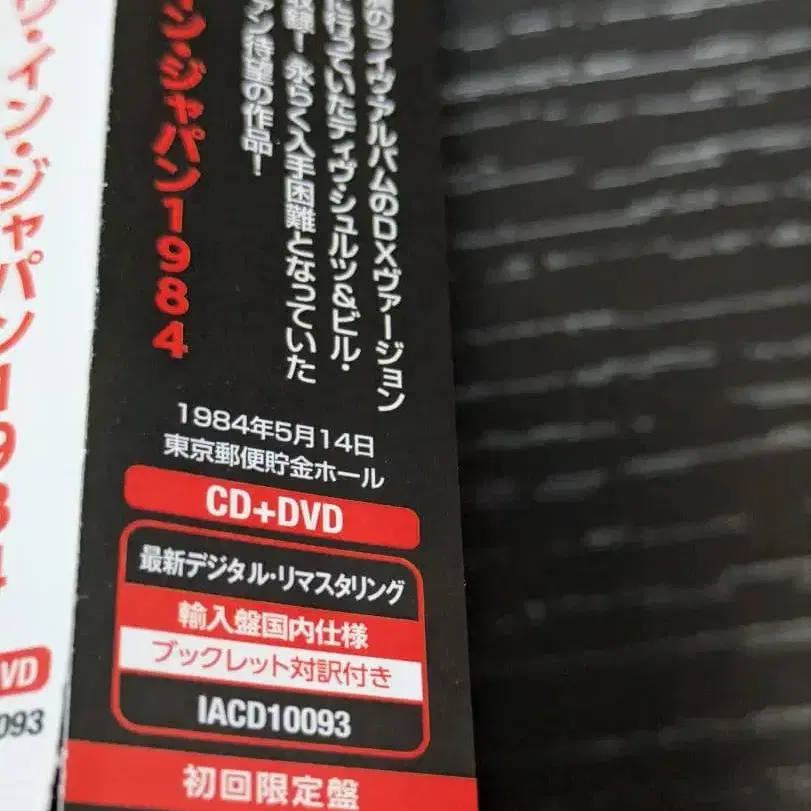 演のライヴ・アルバムのDXヴァージョン
に行っていたティヴ・シュルツ&ビル・
収録! 永らく入手困難となっていた
ァン待望の作品!
イン・ジャパン1984
1984年5月14日
東京郵便貯金ホール
CD+DVD
最新デジタル・リマスタリング
輸入盤国内仕様
ブックレット対訳付き
IACD10093
初回限定盤
ヴ・イン・ジャパン1984
VD
0093